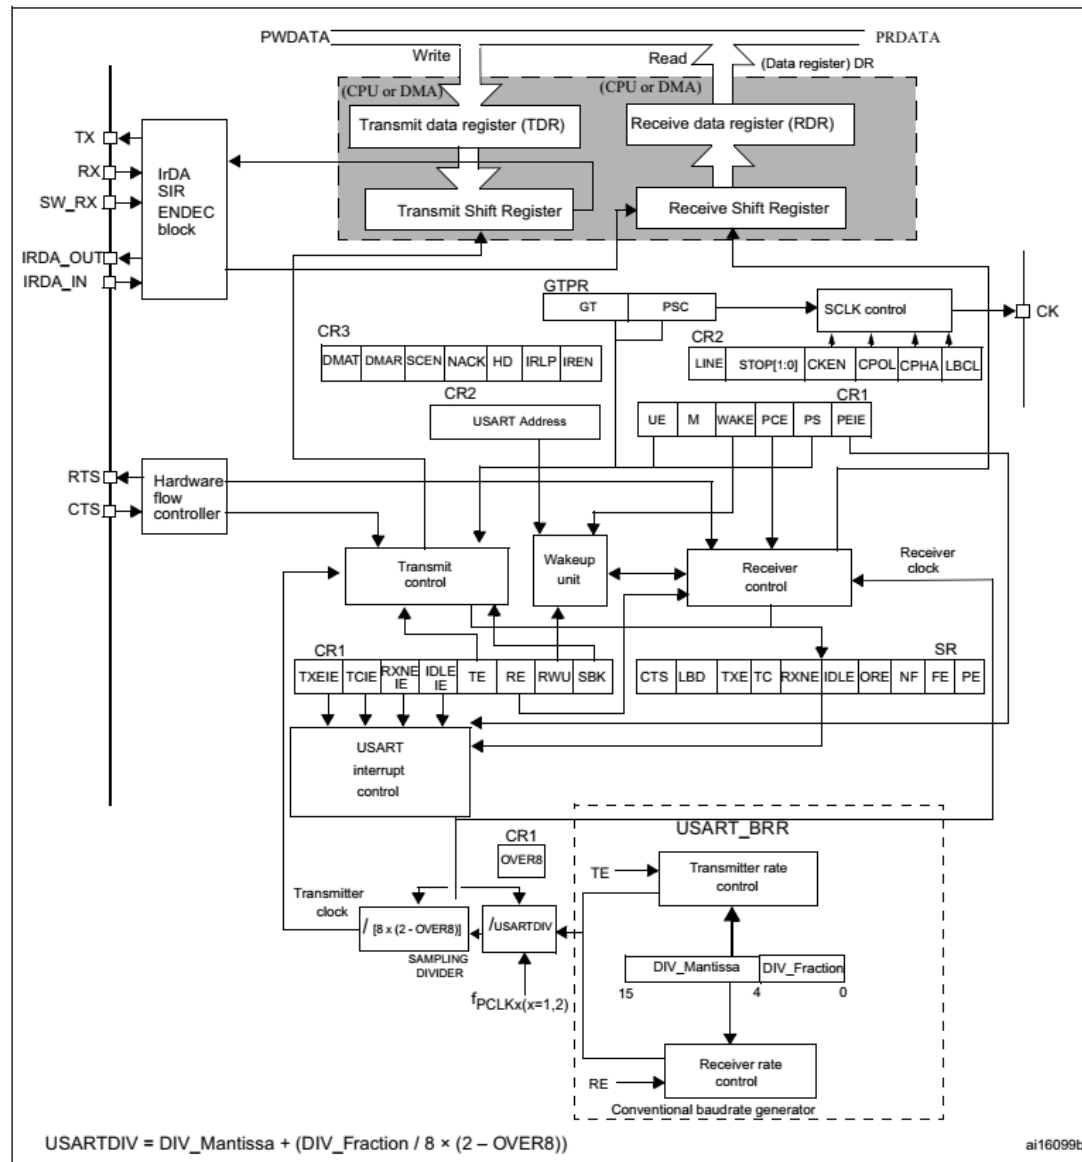 PWDATA
PRDATA
Write
Read
(Data register) DR
(CPU or DMA)
(CPU or DMA)
Transmit data register (TDR)
Receive data register (RDR)
TX
RX
SW_RX
IRDA_OUT
IRDA_IN
IrDA
SIR
ENDEC
block
Transmit Shift Register
Receive Shift Register
GTPR
GT
PSC
SCLK control
CK
CR3
DMAT DMAR SCEN NACK HD IRLP IREN
CR2
LINE STOP[1:0] CKEN CPOL CPHA LBCL
CR2
USART Address
CR1
UE M WAKE PCE PS PEIE
RTS
CTS
Hardware
flow
controller
Transmit
control
Wakeup
unit
Receiver
control
Receiver
clock
CR1
TXEIE TCIE RXNE IE IDLE IE TE RE RWU SBK
SR
CTS LBD TXE TC RXNE IDLE ORE NF FE PE
USART
interrupt
control
CR1
OVER8
USART_BRR
TE
Transmitter rate
control
Transmitter
clock
/ [8 x (2 - OVER8)]
/USARTDIV
SAMPLING
DIVIDER
fPCLKx(x=1,2)
DIV_Mantissa DIV_Fraction
15 4 0
Receiver rate
control
RE
Conventional baudrate generator
USARTDIV = DIV_Mantissa + (DIV_Fraction / 8 × (2 – OVER8))
ai16099b